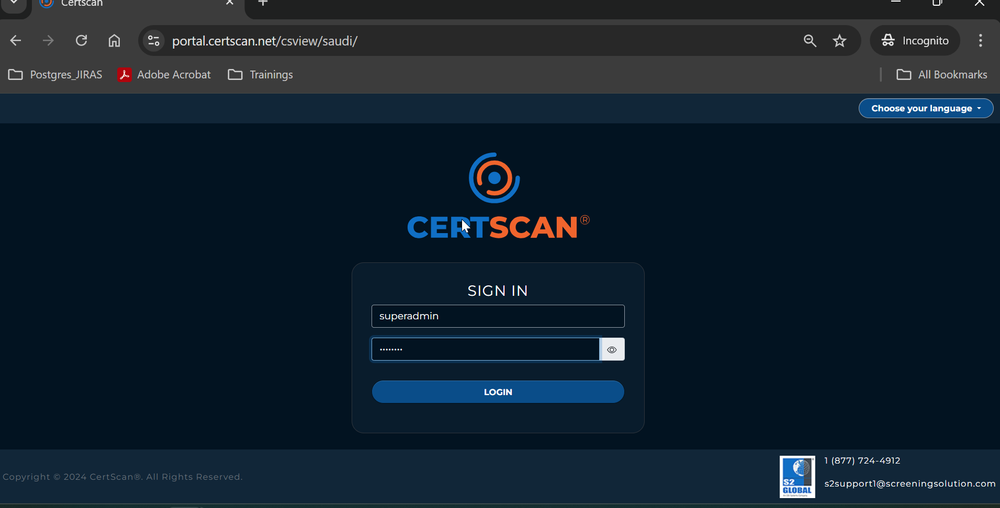 Certscan
portal.certscan.net/csview/saudi/
Incognito
Postgres_JIRAS
Adobe Acrobat
Trainings
All Bookmarks
Choose your language
CERTSCAN®
SIGN IN
superadmin
••••••••
LOGIN
Copyright © 2024 CertScan®. All Rights Reserved.
S2
GLOBAL
1 (877) 724-4912
s2support1@screeningsolution.com